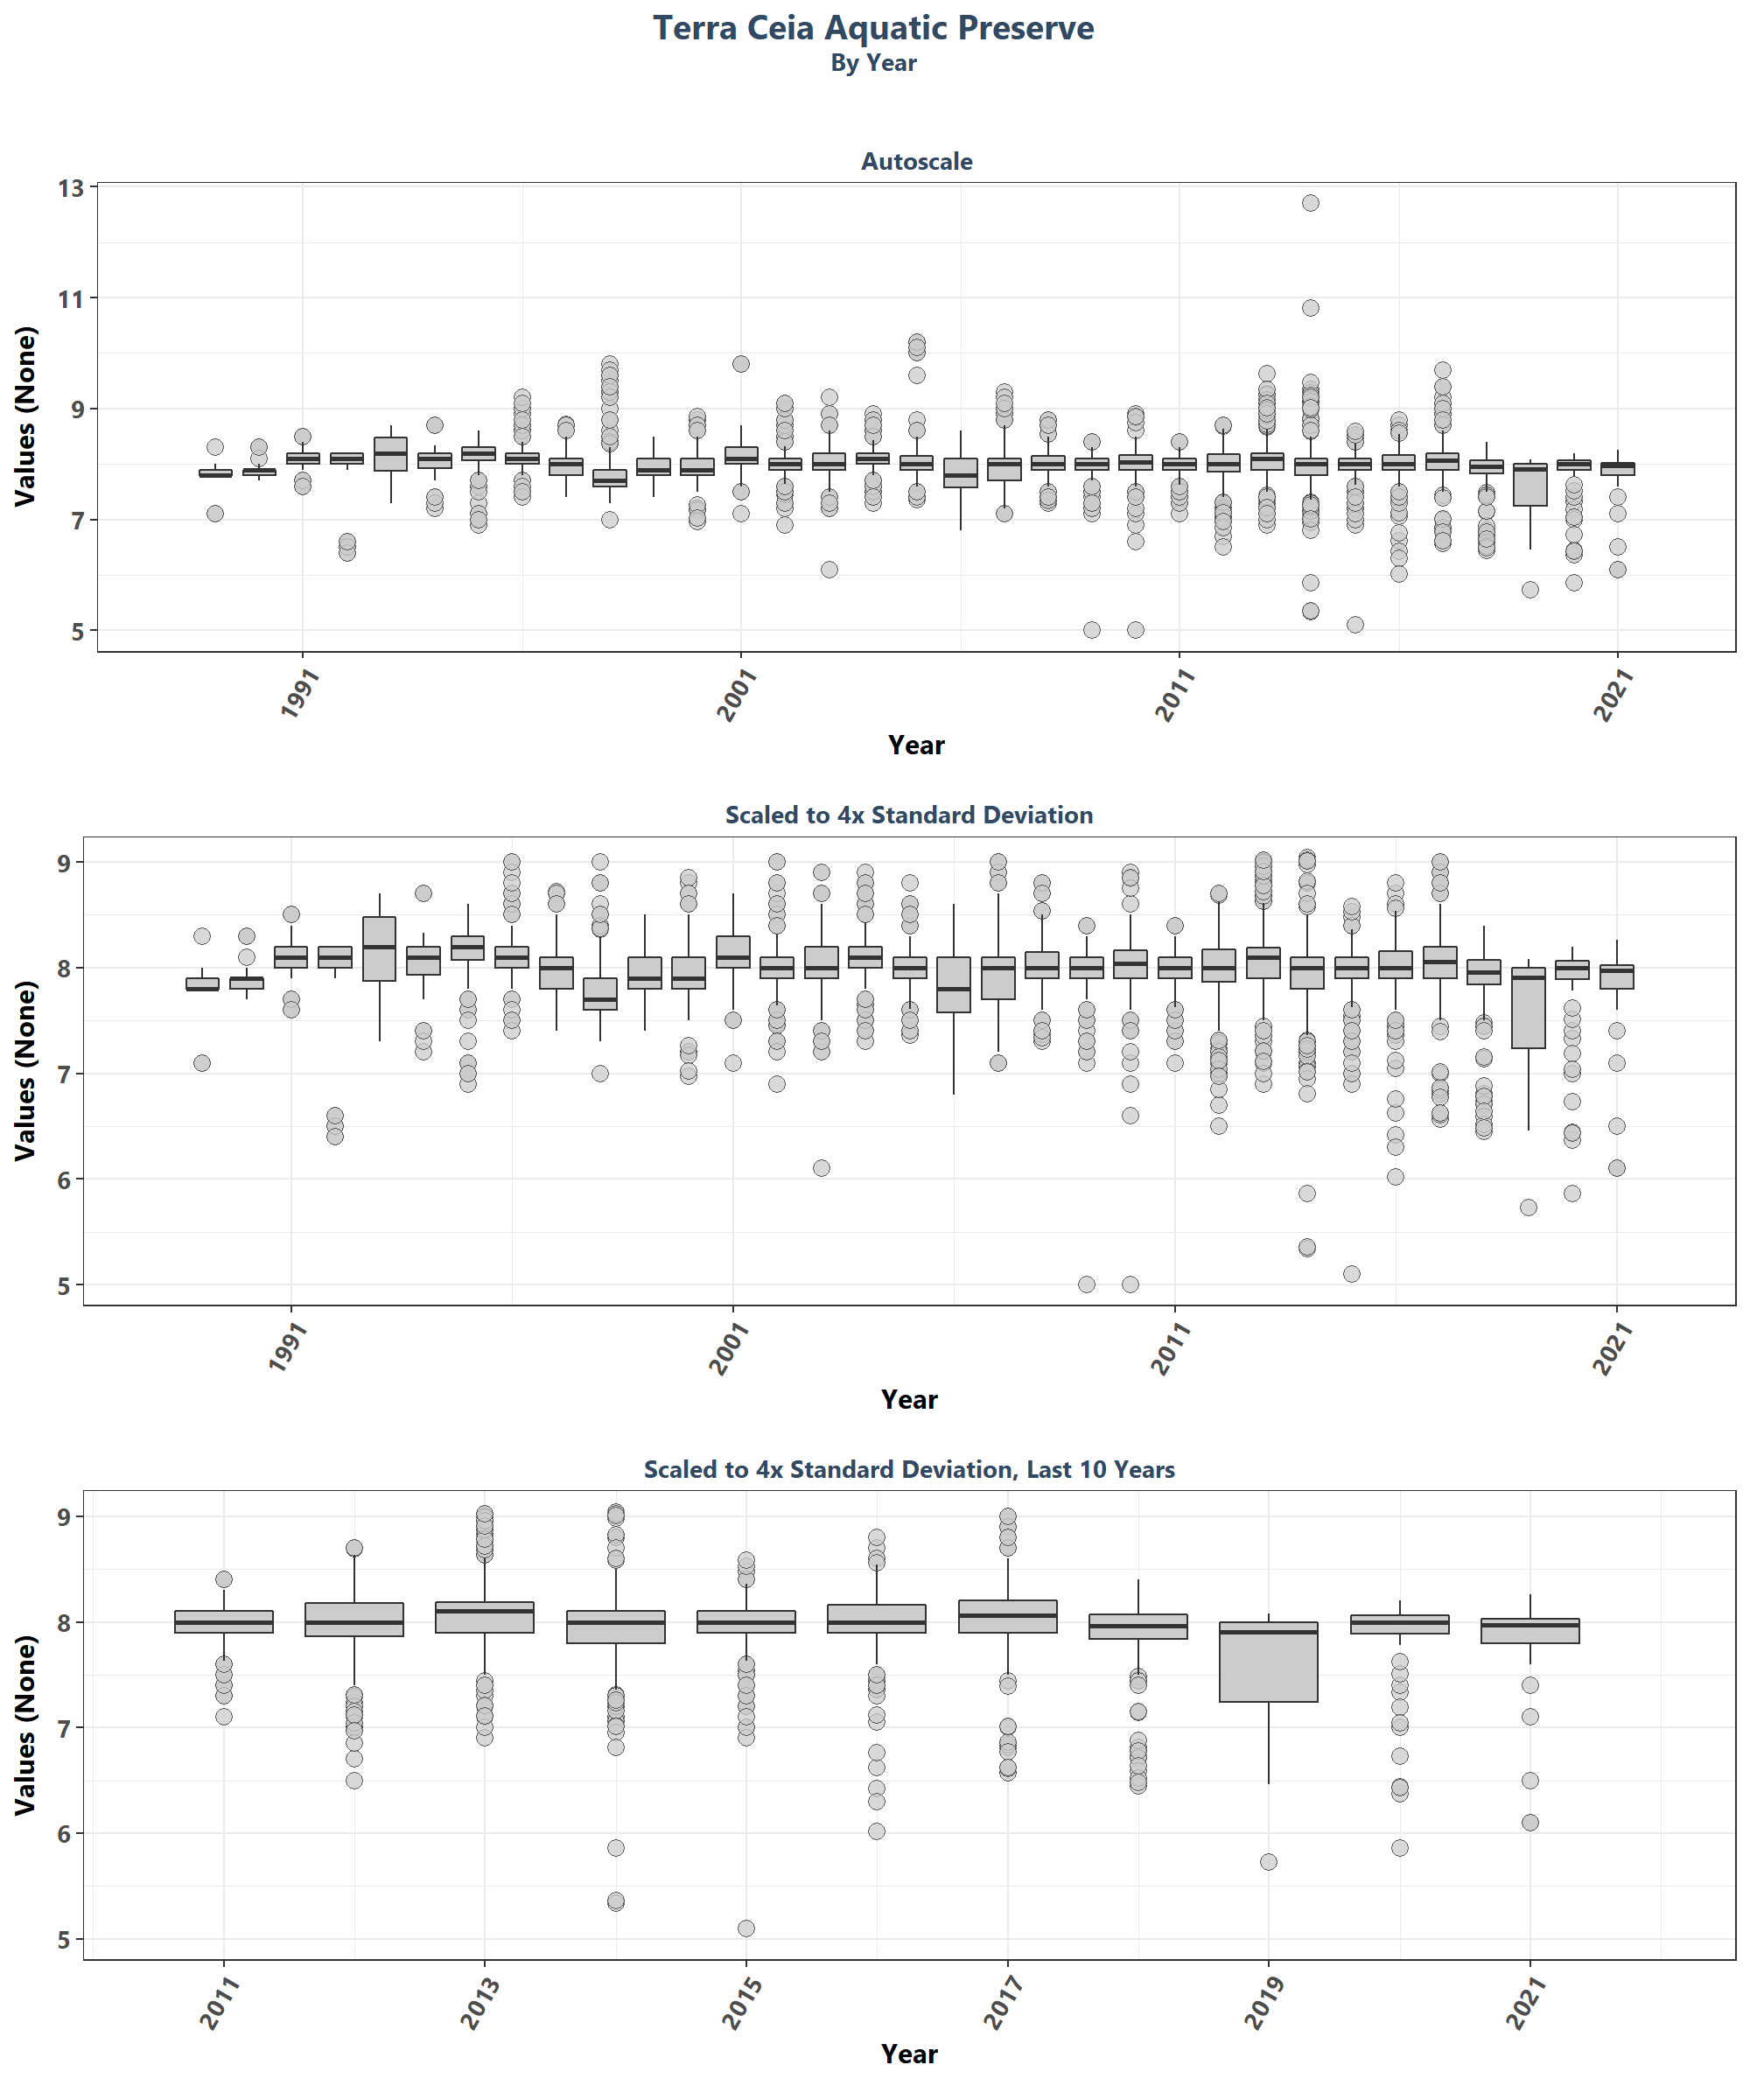 Terra Ceia Aquatic Preserve
By Year
Autoscale
Values (None)
13
11
9
7
5
1991
2001
2011
2021
Year
Scaled to 4x Standard Deviation
Values (None)
9
8
7
6
5
1991
2001
2011
2021
Year
Scaled to 4x Standard Deviation, Last 10 Years
Values (None)
9
8
7
6
5
2011
2013
2015
2017
2019
2021
Year